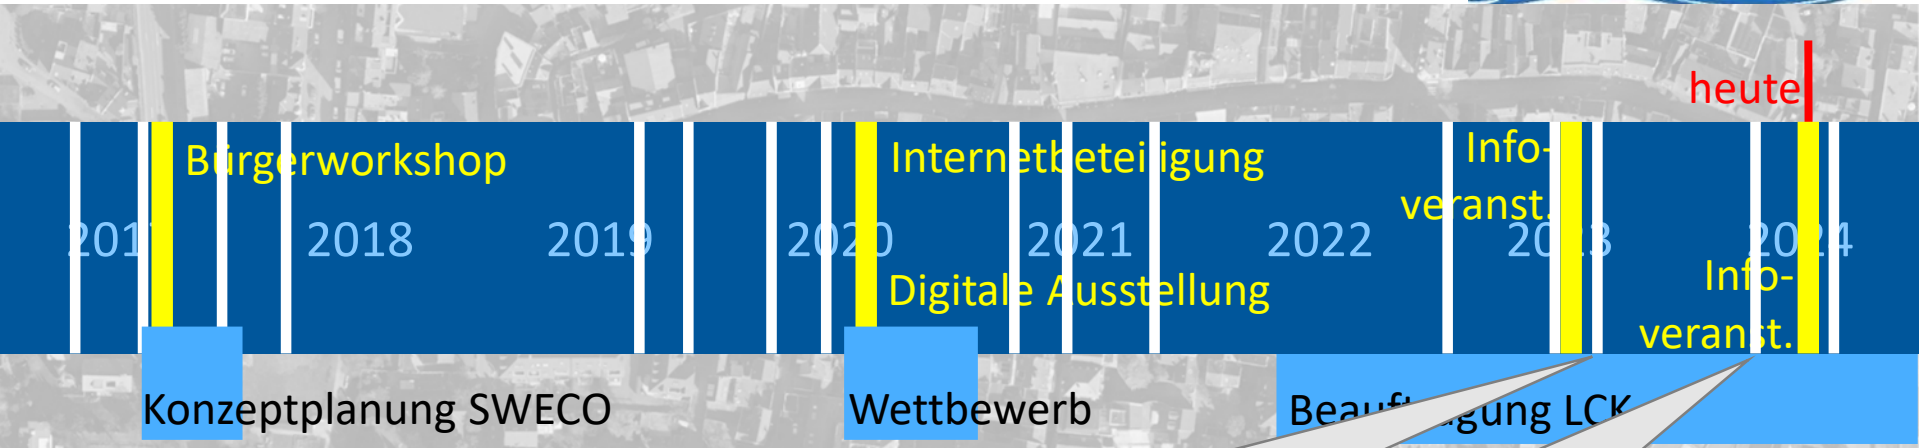 heute
Bürgerworkshop
Internetbeteiligung
Info-
veranst.
2017 2018 2019 2020 2021 2022 2023 2024
Digitale Ausstellung
Info-
veranst.
Konzeptplanung SWECO
Wettbewerb
Beauftragung LCK